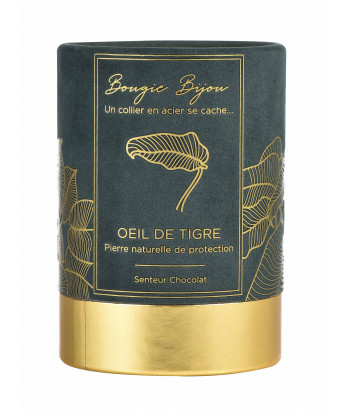 Bougie Bijou
Un collier en acier se cache...
OEIL DE TIGRE
Pierre naturelle de protection
Senteur Chocolat